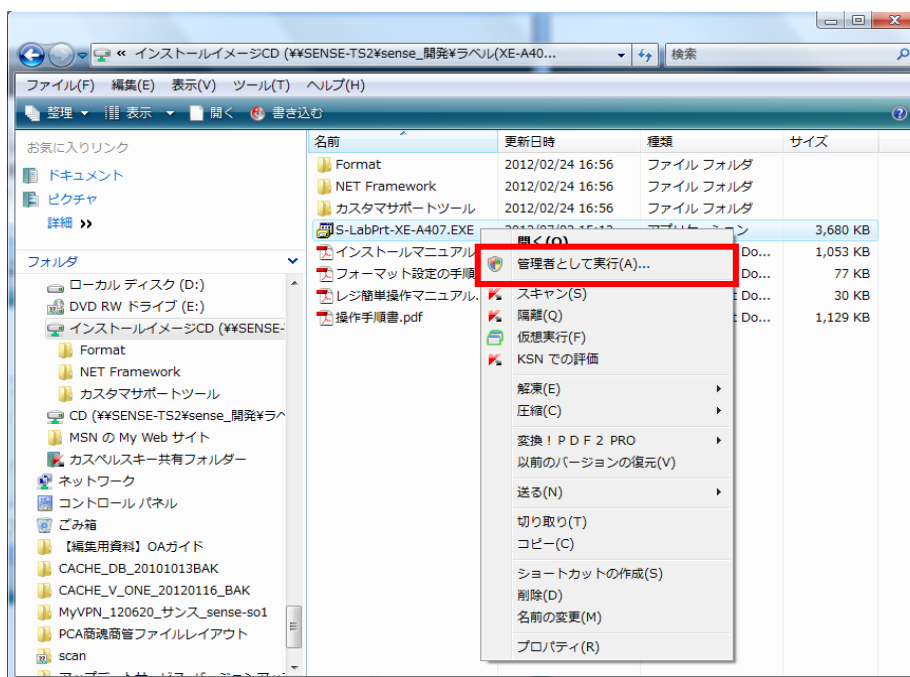 « インストールイメージCD (¥¥SENSE-TS2¥sense_開発¥ラベル(XE-A40...
検索
ファイル(F) 編集(E) 表示(V) ツール(T) ヘルプ(H)
整理 表示 開く 書き込む
お気に入りリンク
ドキュメント
ピクチャ
詳細 »
フォルダ
ローカル ディスク (D:)
DVD RW ドライブ (E:)
インストールイメージCD (¥¥SENSE-
Format
NET Framework
カスタマサポートツール
CD (¥¥SENSE-TS2¥sense_開発¥ラベ
MSN の My Web サイト
カスペルスキー共有フォルダー
ネットワーク
コントロール パネル
ごみ箱
【編集用資料】OAガイド
CACHE_DB_20101013BAK
CACHE_V_ONE_20120116_BAK
MyVPN_120620_サンス_sense-so1
PCA商魂商管ファイルレイアウト
scan
名前 更新日時 種類 サイズ
Format 2012/02/24 16:56 ファイル フォルダ
NET Framework 2012/02/24 16:56 ファイル フォルダ
カスタマサポートツール 2012/02/24 16:56 ファイル フォルダ
S-LabPrt-XE-A407.EXE 3,680 KB
インストールマニュアル Do... 1,053 KB
フォーマット設定の手順 Do... 77 KB
レジ簡単操作マニュアル. Do... 30 KB
操作手順書.pdf Do... 1,129 KB
開く(O)
管理者として実行(A)...
スキャン(S)
隔離(Q)
仮想実行(F)
KSN での評価
解凍(E)
圧縮(C)
変換！ＰＤＦ２ PRO
以前のバージョンの復元(V)
送る(N)
切り取り(T)
コピー(C)
ショートカットの作成(S)
削除(D)
名前の変更(M)
プロパティ(R)